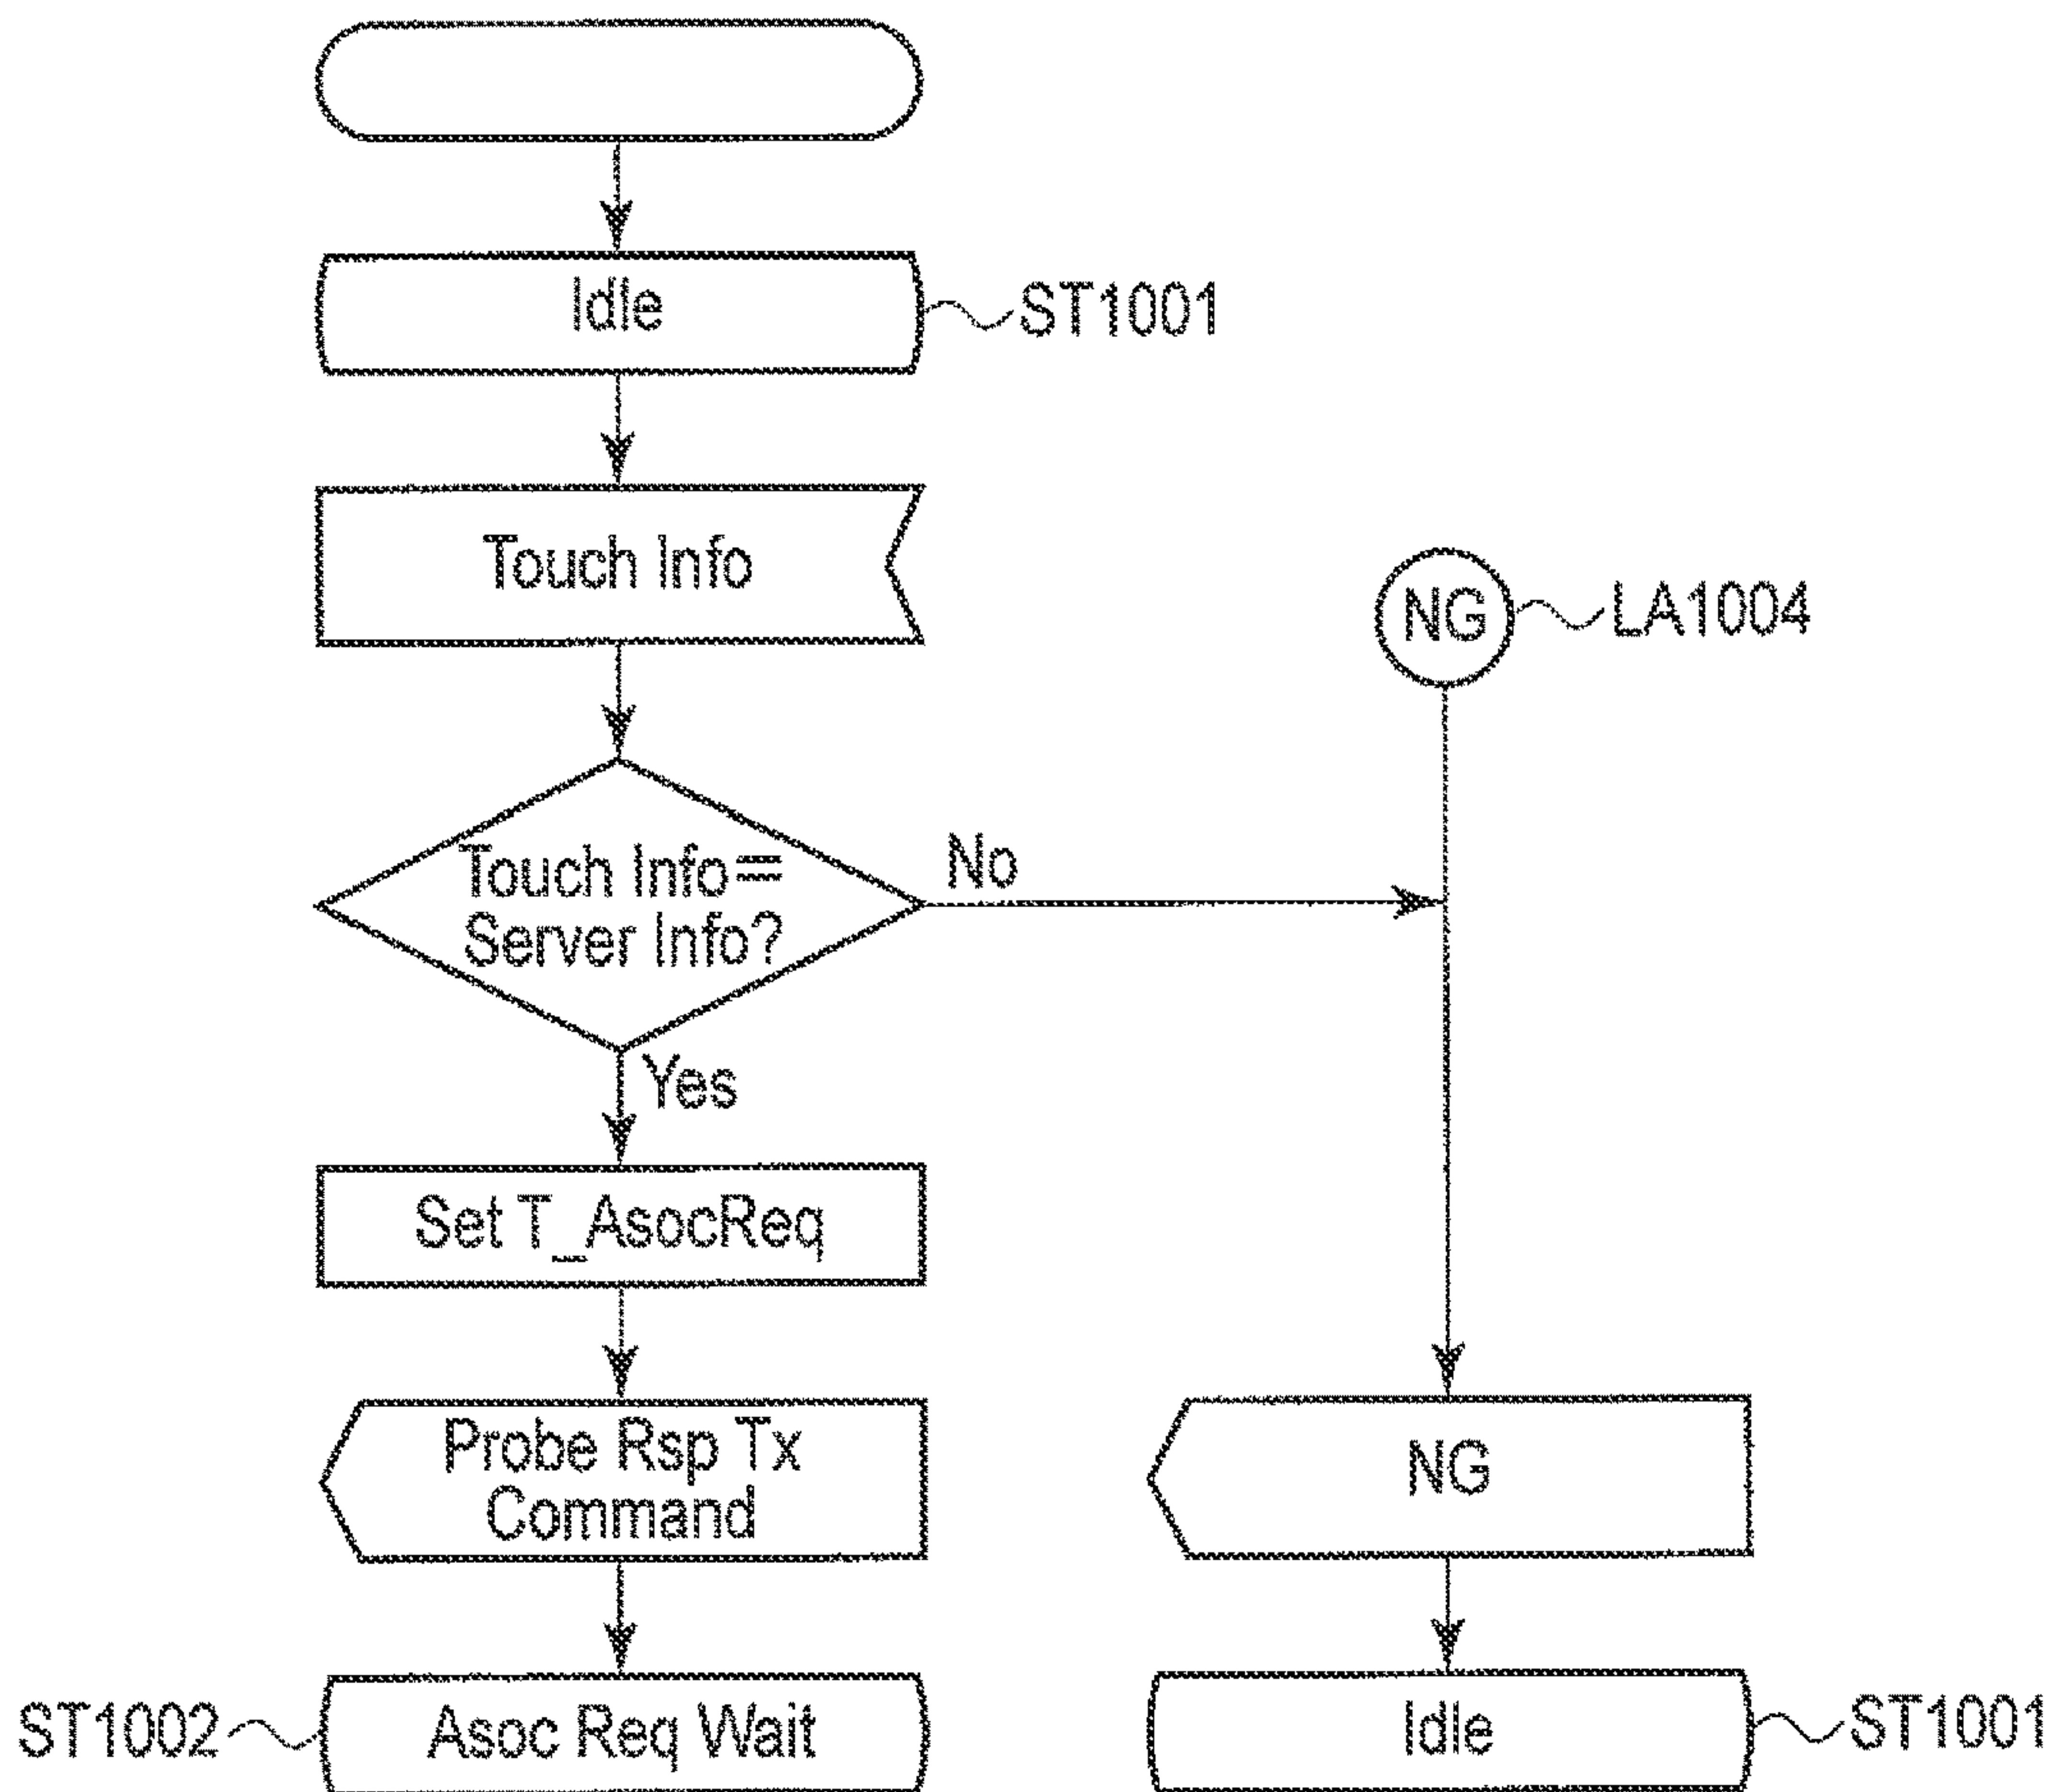 Idle
ST1001
Touch Info
NG
LA1004
Touch Info=
Server Info?
No
Yes
Set T_AsocReq
Probe Rsp Tx
Command
NG
ST1002
Asoc Req Wait
Idle
ST1001